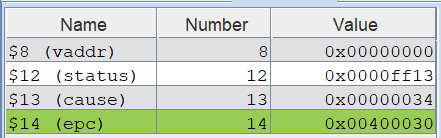 Name Number Value
$8 (vaddr) 8 0x00000000
$12 (status) 12 0x0000ff13
$13 (cause) 13 0x00000034
$14 (epc) 14 0x00400030